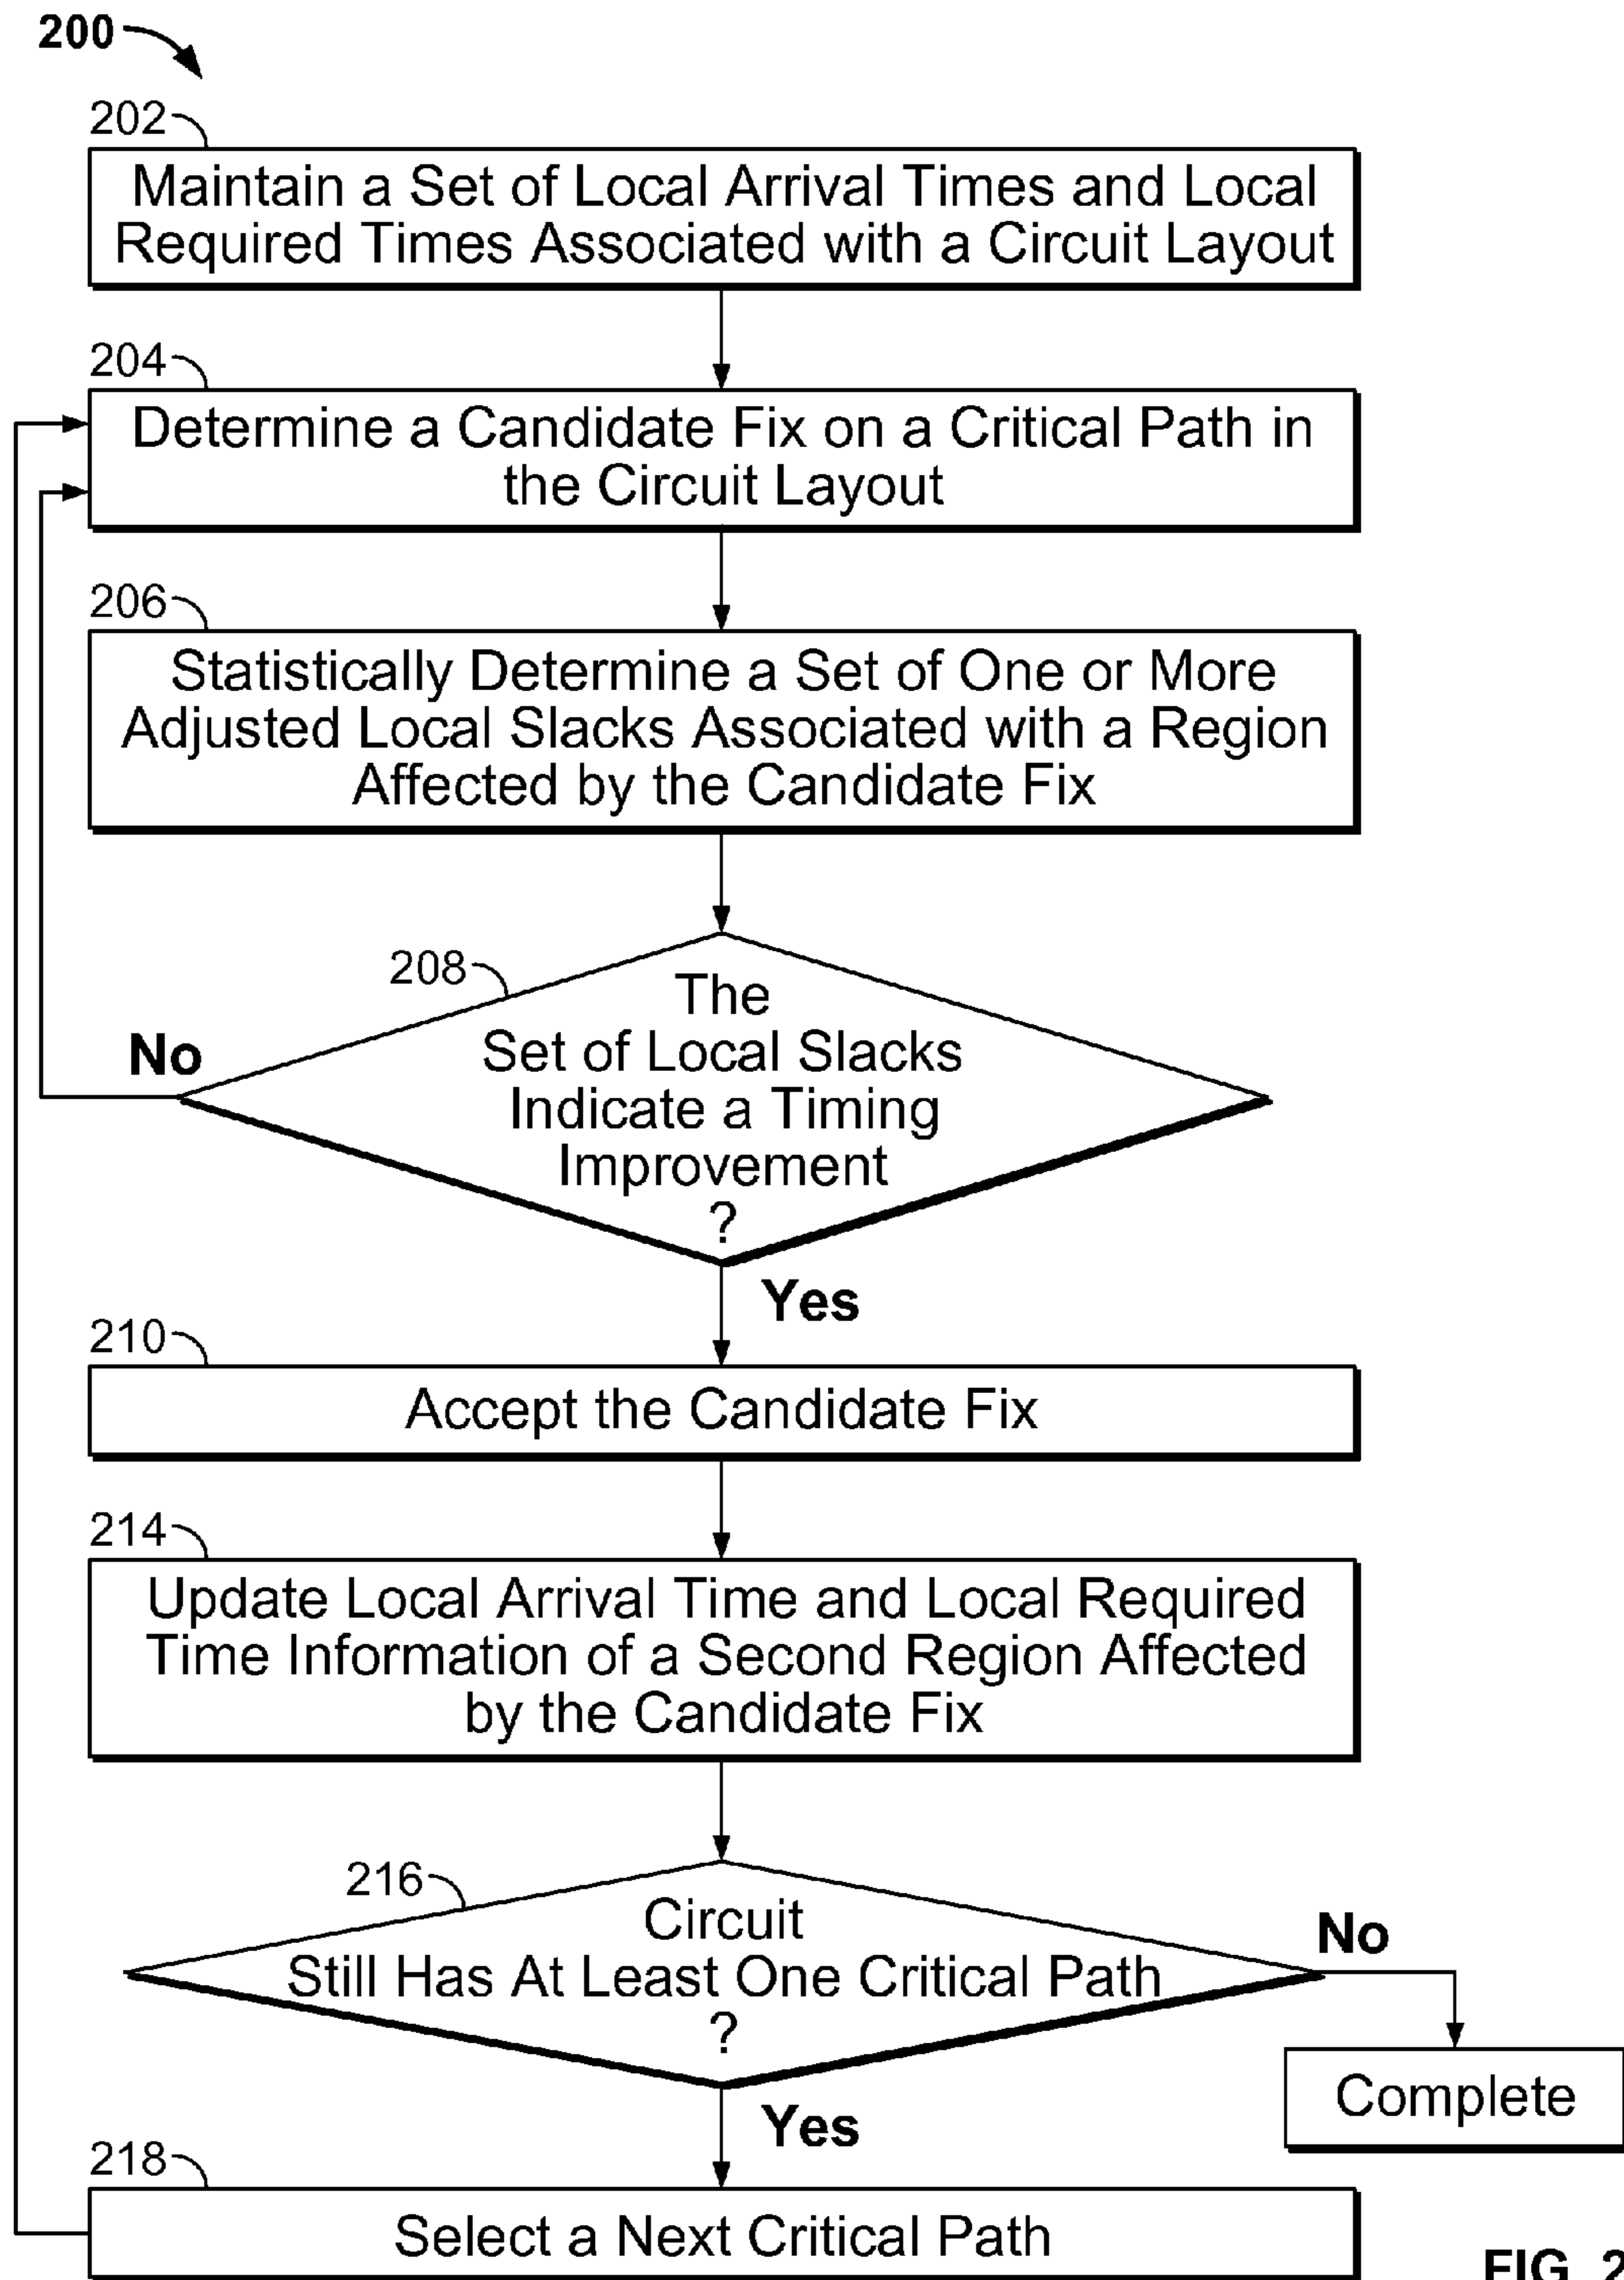 200
202
Maintain a Set of Local Arrival Times and Local
Required Times Associated with a Circuit Layout
204
Determine a Candidate Fix on a Critical Path in
the Circuit Layout
206
Statistically Determine a Set of One or More
Adjusted Local Slacks Associated with a Region
Affected by the Candidate Fix
208
The
Set of Local Slacks
Indicate a Timing
Improvement
?
No
Yes
210
Accept the Candidate Fix
214
Update Local Arrival Time and Local Required
Time Information of a Second Region Affected
by the Candidate Fix
216
Circuit
Still Has At Least One Critical Path
?
No
Complete
Yes
218
Select a Next Critical Path
FIG. 2